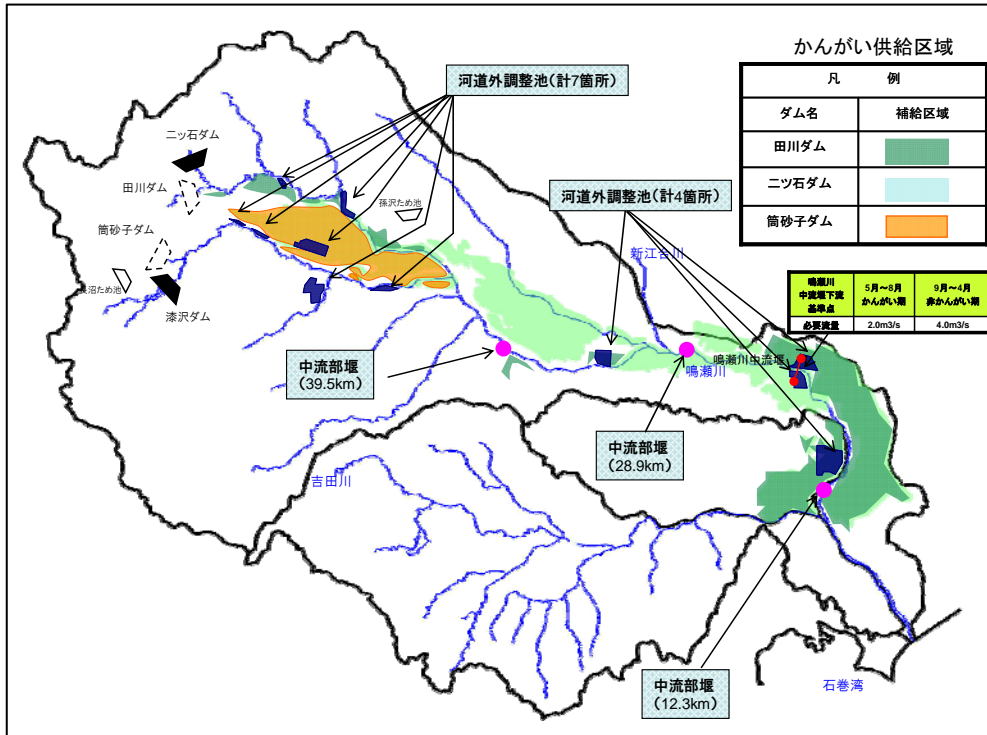 かんがい供給区域
凡 例
ダム名 補給区域
田川ダム
二ツ石ダム
筒砂子ダム
河道外調整池(計7箇所)
二ッ石ダム
田川ダム
筒砂子ダム
漆沢ダム
孫沢ため池
長沼ため池
河道外調整池(計4箇所)
新江合川
鳴瀬川
中流堰下流
基準点
5月～8月
かんがい期
9月～4月
非かんがい期
必要流量 2.0m3/s 4.0m3/s
鳴瀬川中流堰
鳴瀬川
中流部堰
(39.5km)
中流部堰
(28.9km)
吉田川
中流部堰
(12.3km)
石巻湾